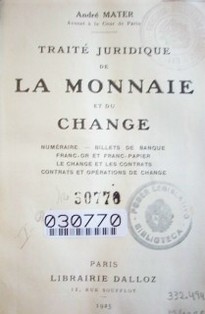 André MATER
Avocat à la Cour de Paris
TRAITÉ JURIDIQUE
DE
LA MONNAIE
ET DU
CHANGE
NUMÉRAIRE — BILLETS DE BANQUE
FRANC-OR ET FRANC-PAPIER
LE CHANGE ET LES CONTRATS
CONTRATS ET OPÉRATIONS DE CHANGE
30770
030770
PODER LEGISLATIVO
BIBLIOTECA
PARIS
LIBRAIRIE DALLOZ
11, RUE SOUFFLOT
1925